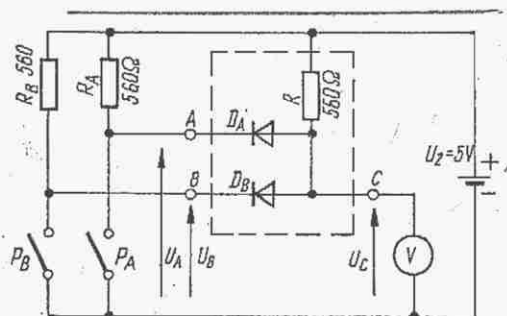 R_B 560
R_A 560Ω
R 560Ω
A
D_A
B
D_B
C
U_2=5V
+
-
P_B
P_A
U_A
U_B
U_C
V